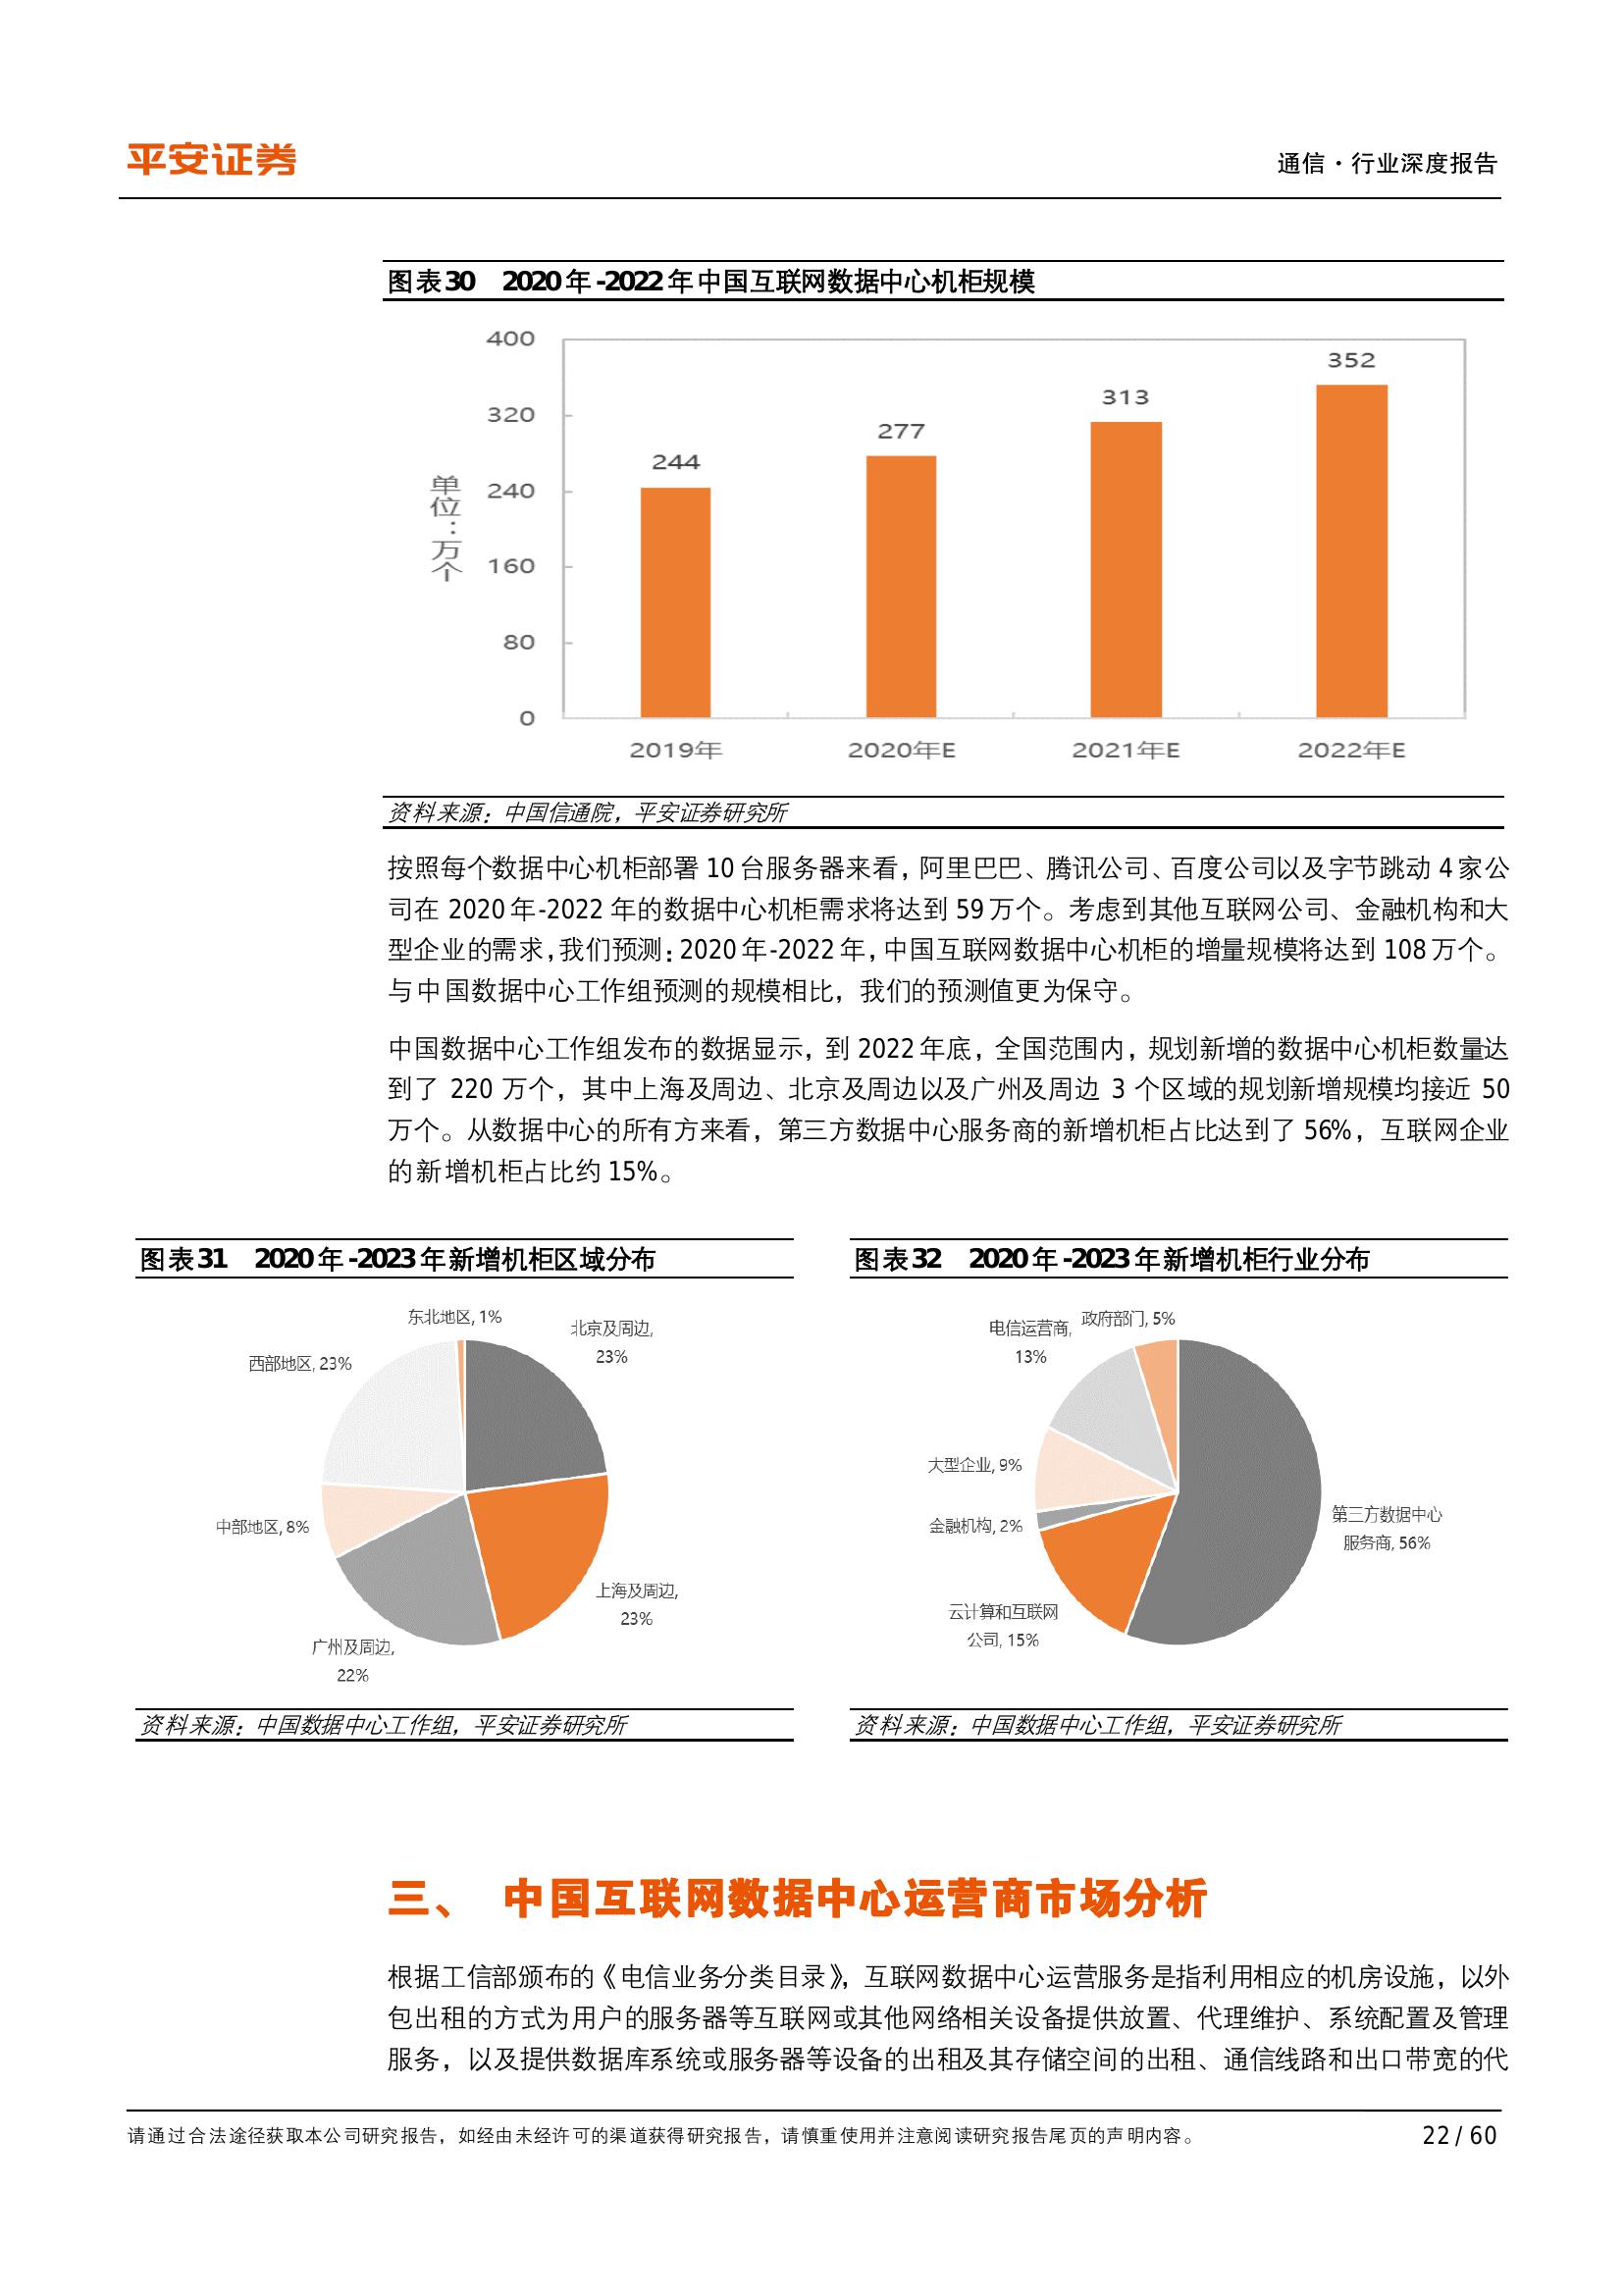 平安证券
通信·行业深度报告
图表30 2020年-2022年中国互联网数据中心机柜规模
400
320
240
160
80
0
单位：万个
244
277
313
352
2019年
2020年E
2021年E
2022年E
资料来源：中国信通院，平安证券研究所
按照每个数据中心机柜部署 10 台服务器来看，阿里巴巴、腾讯公司、百度公司以及字节跳动 4 家公
司在 2020 年-2022 年的数据中心机柜需求将达到 59 万个。考虑到其他互联网公司、金融机构和大
型企业的需求，我们预测：2020 年-2022 年，中国互联网数据中心机柜的增量规模将达到 108 万个。
与中国数据中心工作组预测的规模相比，我们的预测值更为保守。
中国数据中心工作组发布的数据显示，到 2022 年底，全国范围内，规划新增的数据中心机柜数量达
到了 220 万个，其中上海及周边、北京及周边以及广州及周边 3 个区域的规划新增规模均接近 50
万个。从数据中心的所有方来看，第三方数据中心服务商的新增机柜占比达到了 56%，互联网企业
的新增机柜占比约 15%。
图表31 2020年-2023年新增机柜区域分布
东北地区, 1%
北京及周边,
23%
西部地区, 23%
中部地区, 8%
上海及周边,
23%
广州及周边,
22%
资料来源：中国数据中心工作组，平安证券研究所
图表32 2020年-2023年新增机柜行业分布
政府部门, 5%
电信运营商,
13%
大型企业, 9%
金融机构, 2%
第三方数据中心
服务商, 56%
云计算和互联网
公司, 15%
资料来源：中国数据中心工作组，平安证券研究所
三、 中国互联网数据中心运营商市场分析
根据工信部颁布的《电信业务分类目录》，互联网数据中心运营服务是指利用相应的机房设施，以外
包出租的方式为用户的服务器等互联网或其他网络相关设备提供放置、代理维护、系统配置及管理
服务，以及提供数据库系统或服务器等设备的出租及其存储空间的出租、通信线路和出口带宽的代
请通过合法途径获取本公司研究报告，如经由未经许可的渠道获得研究报告，请慎重使用并注意阅读研究报告尾页的声明内容。
22 / 60